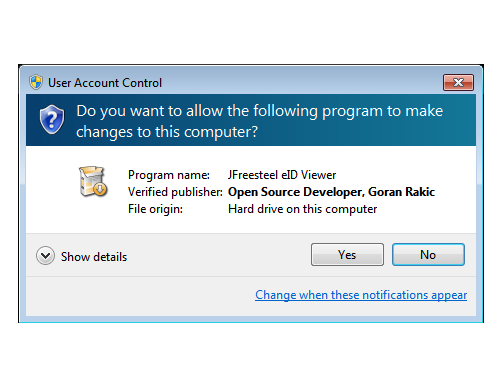 User Account Control
Do you want to allow the following program to make
changes to this computer?
Program name: JFreesteel eID Viewer
Verified publisher: Open Source Developer, Goran Rakic
File origin: Hard drive on this computer
Show details
Yes
No
Change when these notifications appear